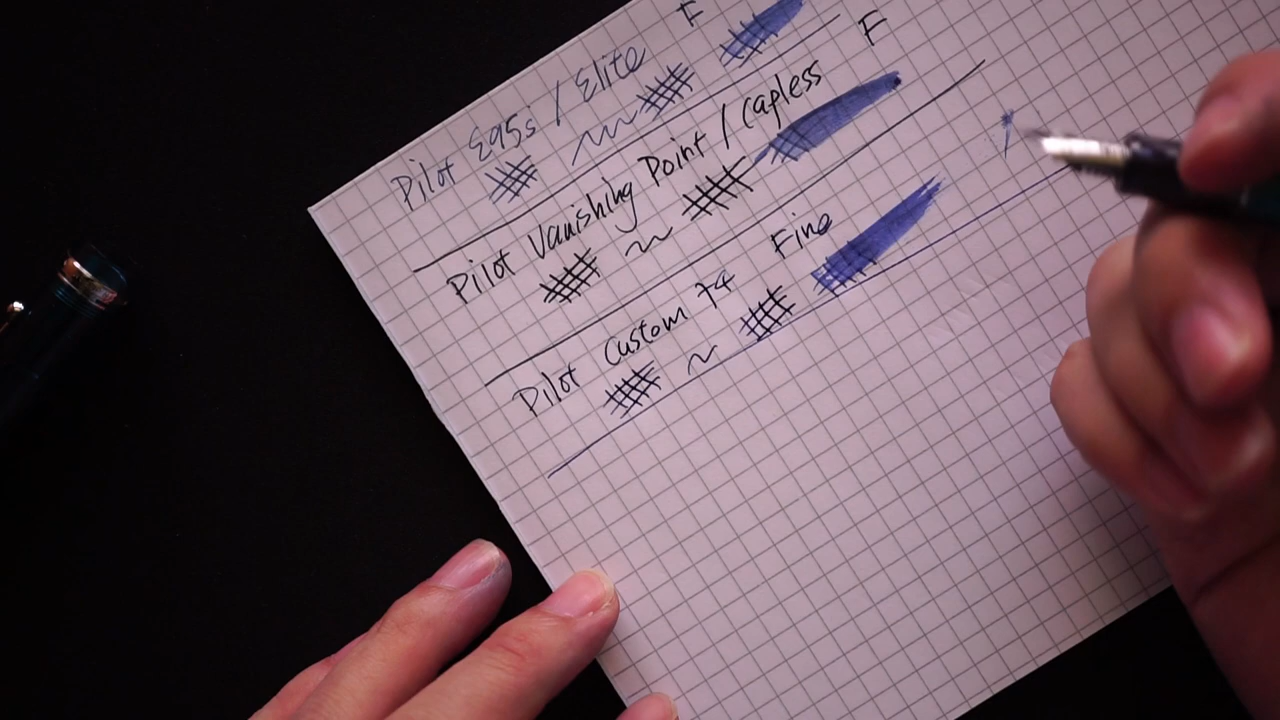 Pilot E95s / Elite F
Pilot Vanishing Point / Capless F
Pilot Custom 74 Fine